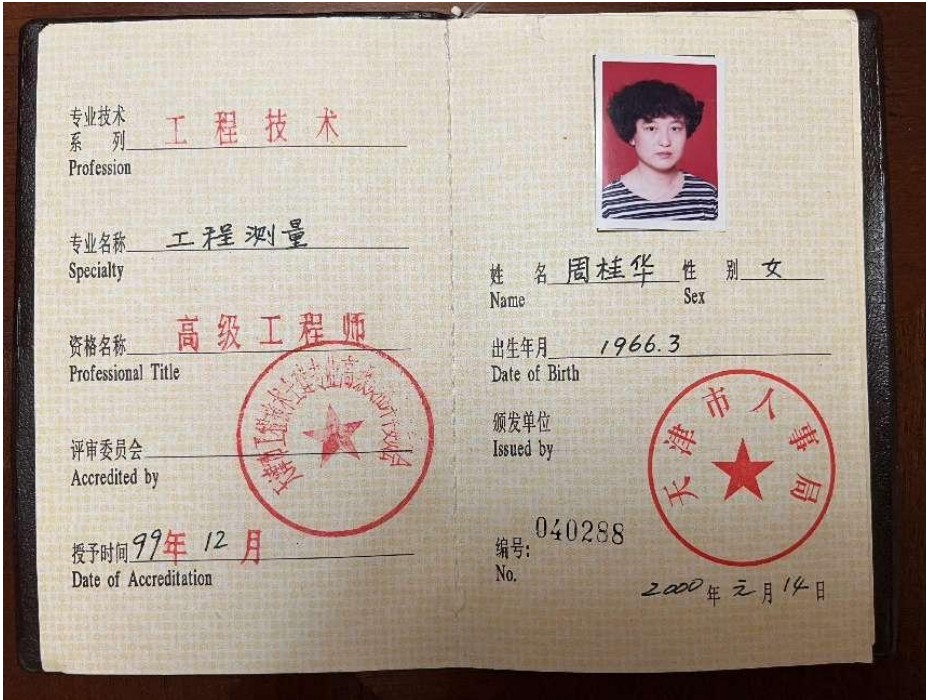 专业技术
系 列 工程技术
Profession
专业名称 工程测量
Specialty
资格名称 高级工程师
Professional Title
评审委员会
Accredited by
授予时间 99年 12 月
Date of Accreditation
姓 名 周桂华 性 别 女
Name Sex
出生年月 1966.3
Date of Birth
颁发单位
Issued by
天津市人事局
编号: 040288
No.
2000年元月14日